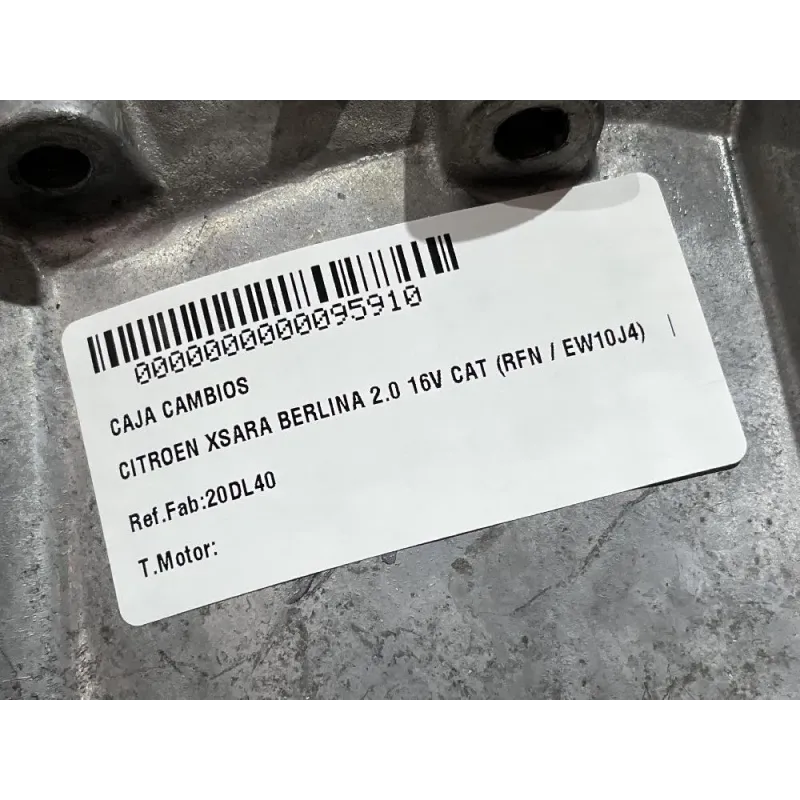 0000000000095910
CAJA CAMBIOS
CITROEN XSARA BERLINA 2.0 16V CAT (RFN / EW10J4) |
Ref.Fab:20DL40
T.Motor: